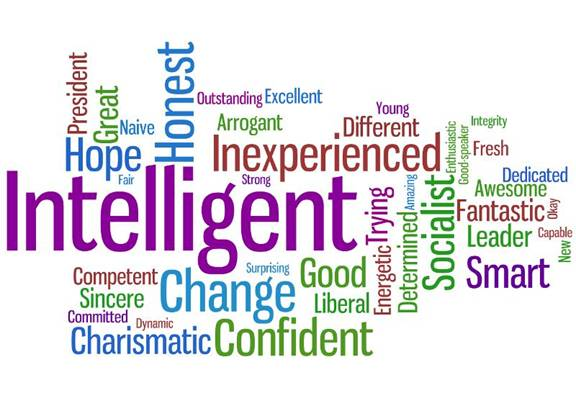 President
Great
Naive
Honest
Outstanding
Excellent
Young
Arrogant
Different
Enthusiastic
Good-speaker
Integrity
Fresh
Hope
Fair
Inexperienced
Strong
Intelligent
Trying
Amazing
Determined
Socialist
Dedicated
Awesome
Fantastic
Okay
Leader
Capable
New
Energetic
Smart
Competent
Sincere
Surprising
Change
Good
Liberal
Committed
Dynamic
Charismatic
Confident